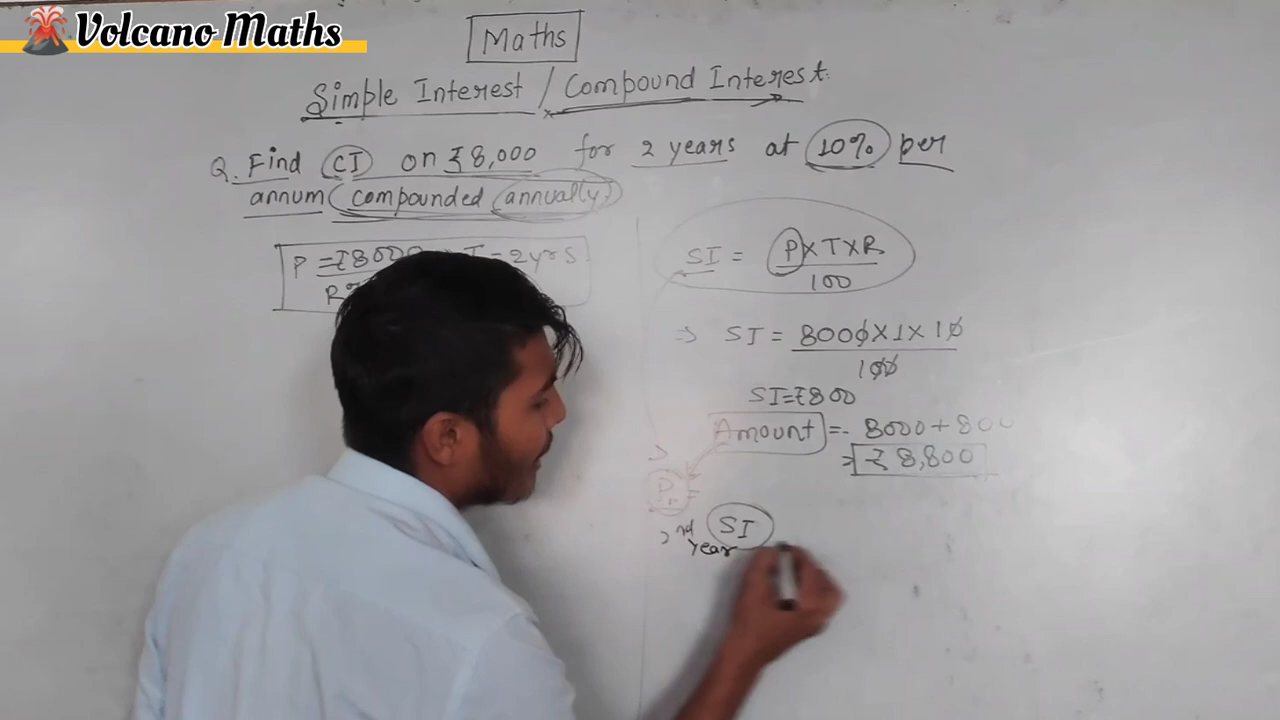 Volcano Maths
Maths
Simple Interest / Compound Interest.
Q. Find CI on ₹8,000 for 2 years at 10% per
annum (compounded annually)
P = ₹8000 T = 2yrs
R
SI = P×T×R
100
⇒ SI = 8000×1×10
100
SI=₹800
Amount = 8000+800
= ₹8,800
P
2nd year SI